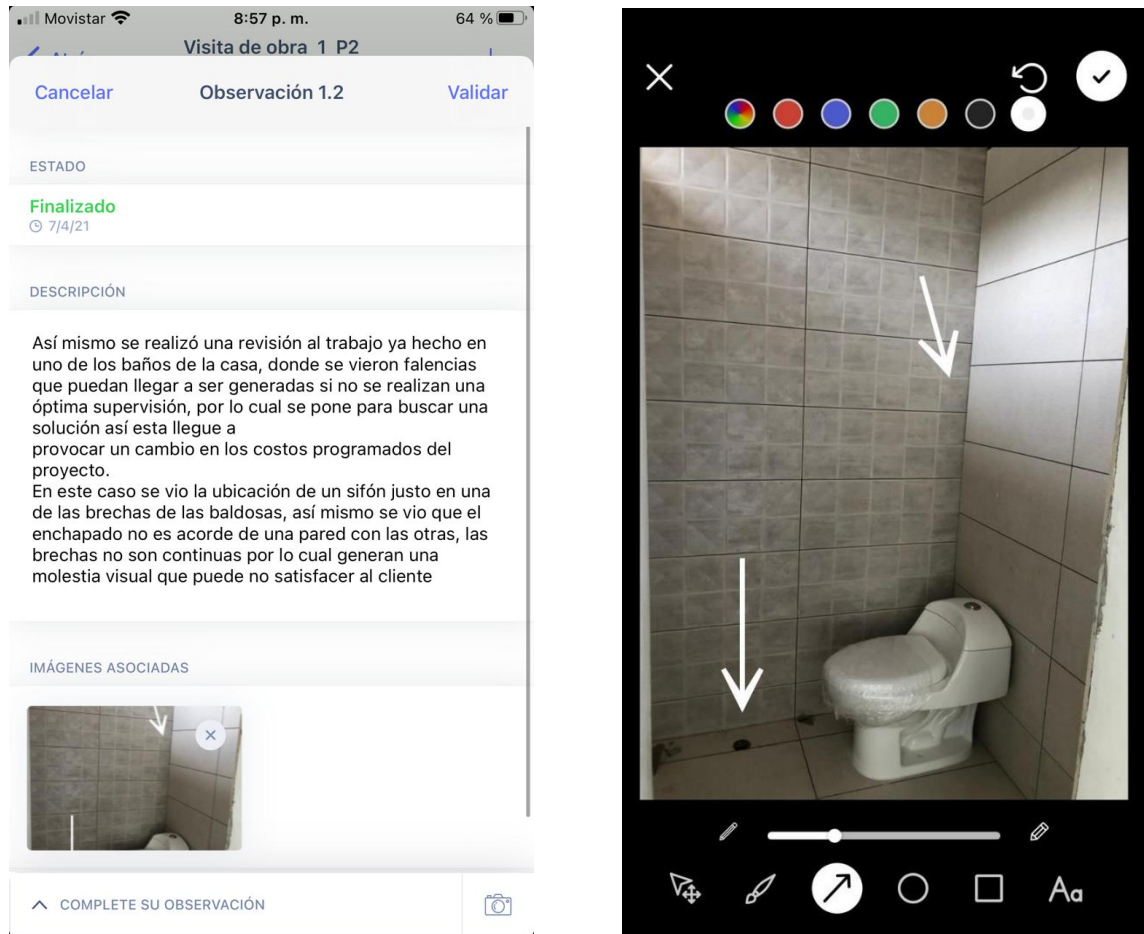 Movistar 8:57 p. m. 64 %
Visita de obra 1 P2
Cancelar Observación 1.2 Validar
ESTADO
Finalizado
7/4/21
DESCRIPCIÓN
Así mismo se realizó una revisión al trabajo ya hecho en
uno de los baños de la casa, donde se vieron falencias
que puedan llegar a ser generadas si no se realizan una
óptima supervisión, por lo cual se pone para buscar una
solución así esta llegue a
provocar un cambio en los costos programados del
proyecto.
En este caso se vio la ubicación de un sifón justo en una
de las brechas de las baldosas, así mismo se vio que el
enchapado no es acorde de una pared con las otras, las
brechas no son continuas por lo cual generan una
molestia visual que puede no satisfacer al cliente
IMÁGENES ASOCIADAS
COMPLETE SU OBSERVACIÓN
Aa